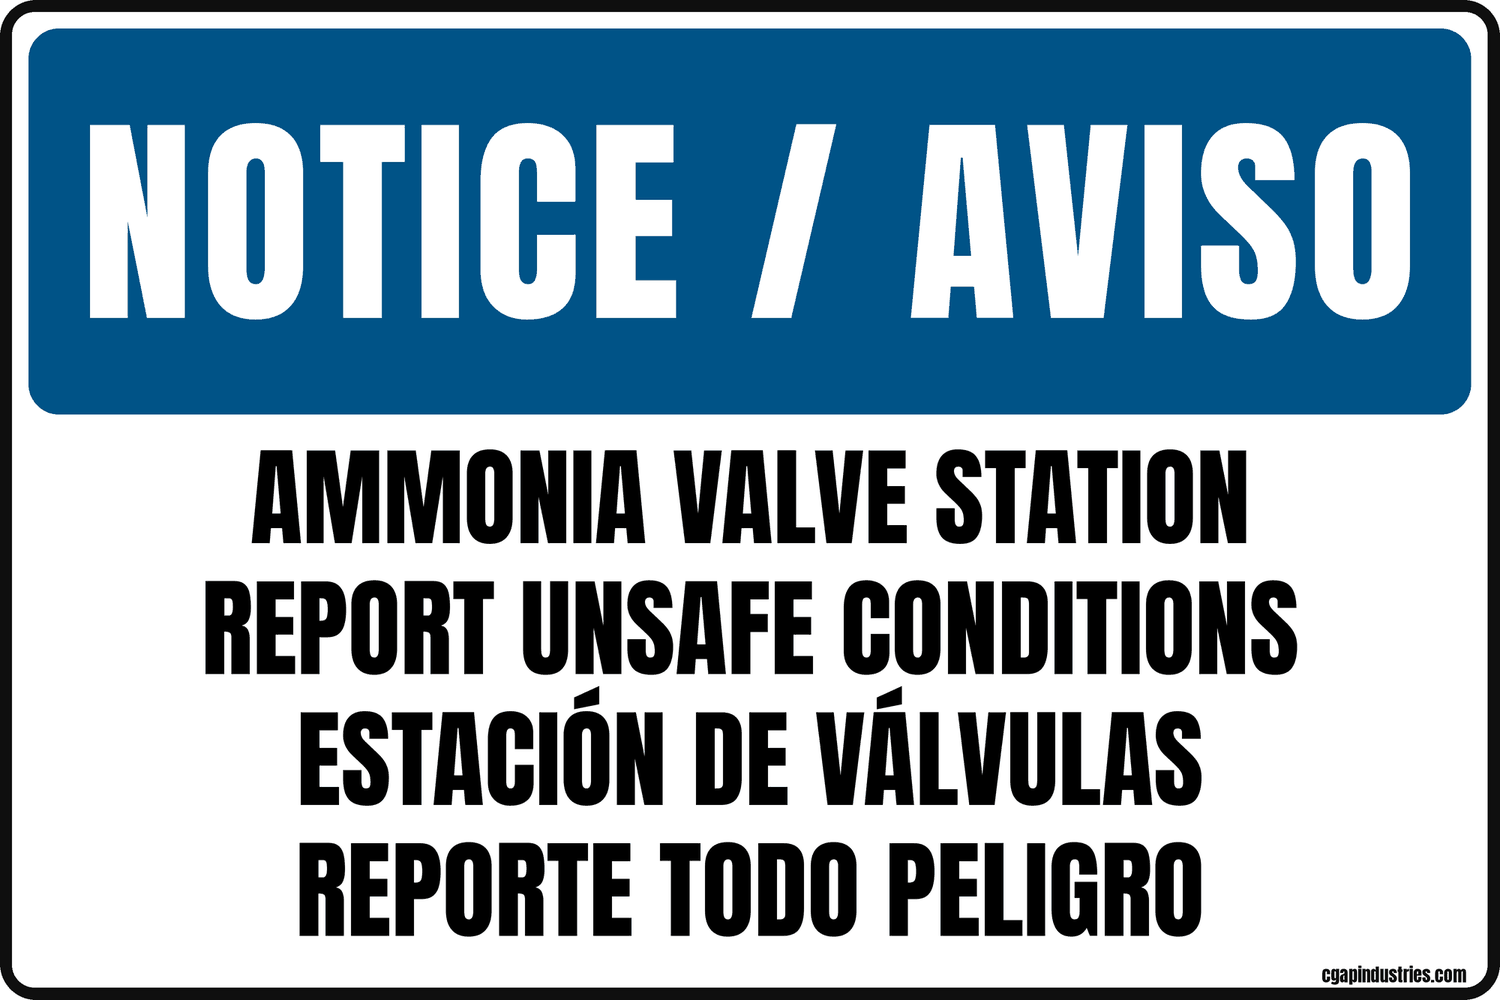 NOTICE / AVISO
AMMONIA VALVE STATION
REPORT UNSAFE CONDITIONS
ESTACIÓN DE VÁLVULAS
REPORTE TODO PELIGRO
cgapindustries.com